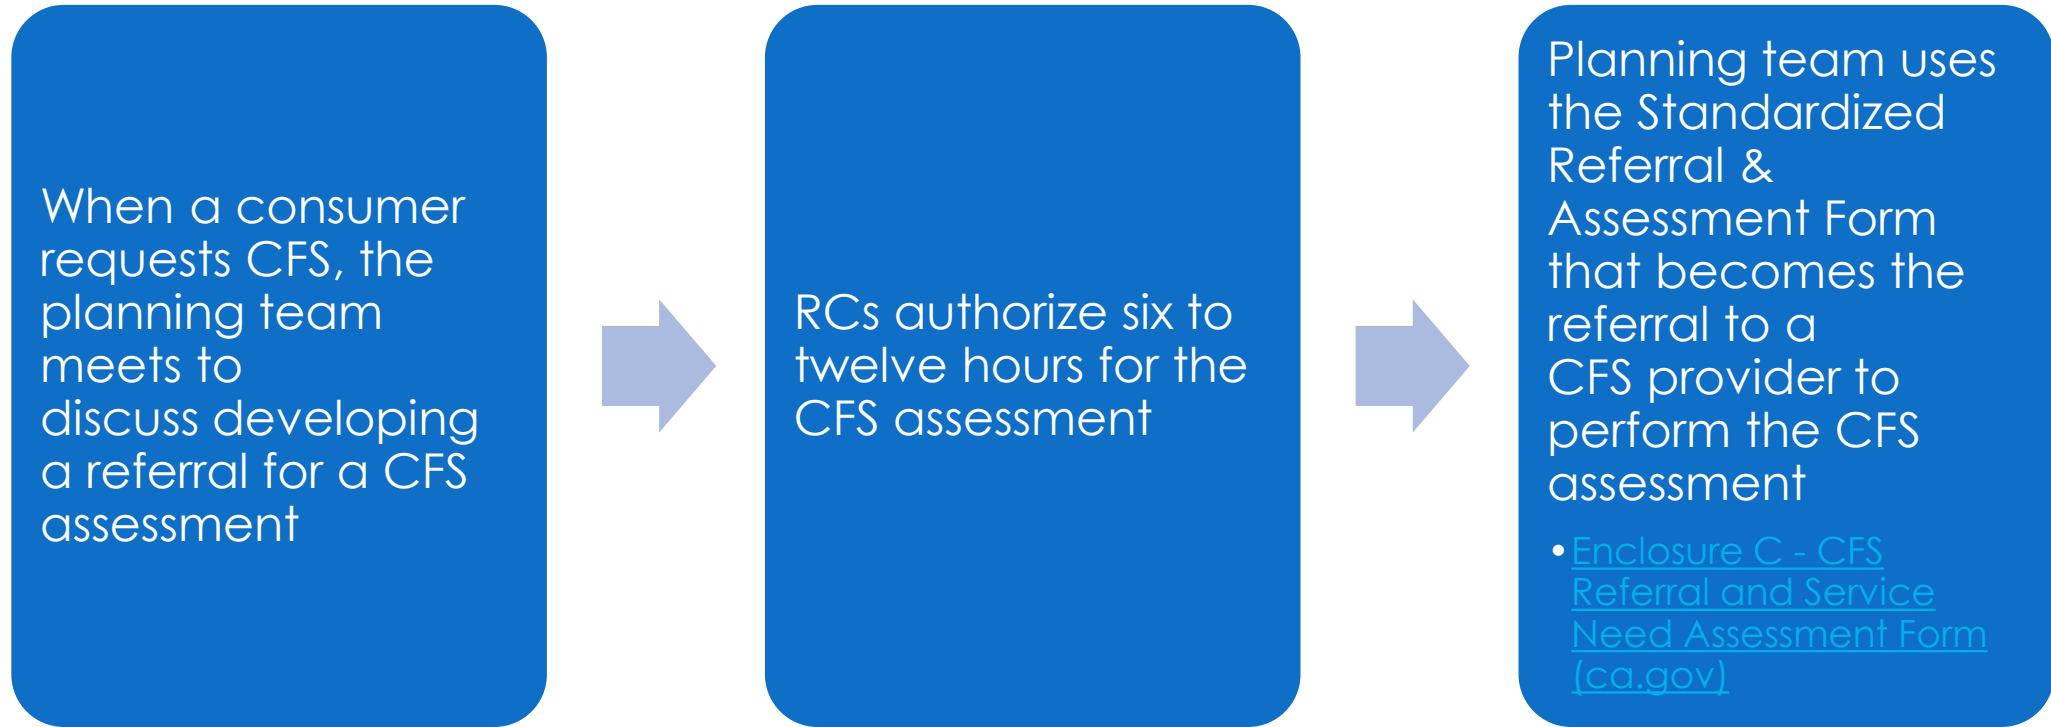 When a consumer
requests CFS, the
planning team
meets to
discuss developing
a referral for a CFS
assessment
RCs authorize six to
twelve hours for the
CFS assessment
Planning team uses
the Standardized
Referral &
Assessment Form
that becomes the
referral to a
CFS provider to
perform the CFS
assessment
•Enclosure C - CFS
Referral and Service
Need Assessment Form
(ca.gov)